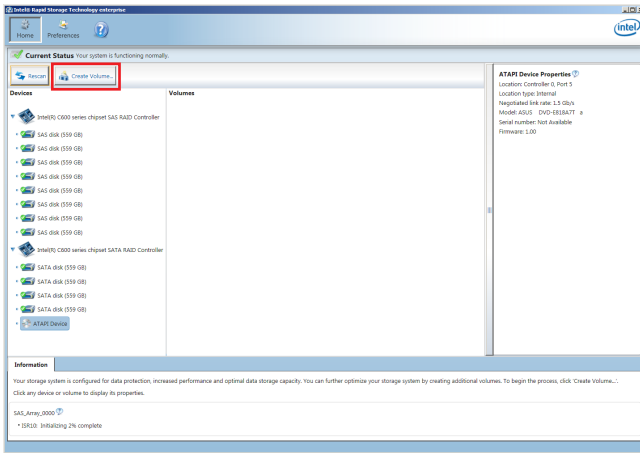 Intel® Rapid Storage Technology enterprise
Home
Preferences
intel
Current Status Your system is functioning normally.
Rescan
Create Volume...
Devices
Volumes
Intel(R) C600 series chipset SAS RAID Controller
SAS disk (559 GB)
SAS disk (559 GB)
SAS disk (559 GB)
SAS disk (559 GB)
SAS disk (559 GB)
SAS disk (559 GB)
SAS disk (559 GB)
SAS disk (559 GB)
Intel(R) C600 series chipset SATA RAID Controller
SATA disk (559 GB)
SATA disk (559 GB)
SATA disk (559 GB)
SATA disk (559 GB)
ATAPI Device
ATAPI Device Properties ?
Location: Controller 0, Port 5
Location type: Internal
Negotiated link rate: 1.5 Gb/s
Model: ASUS DVD-E818A7T a
Serial number: Not Available
Firmware: 1.00
Information
Your storage system is configured for data protection, increased performance and optimal data storage capacity. You can further optimize your storage system by creating additional volumes. To begin the process, click 'Create Volume...'.
Click any device or volume to display its properties.
SAS_Array_0000 ?
• ISR10: Initializing 2% complete